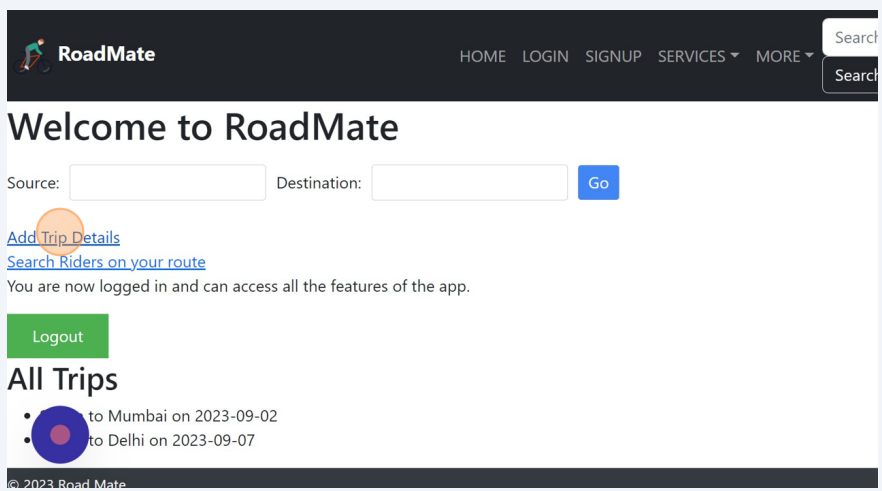 RoadMate HOME LOGIN SIGNUP SERVICES MORE Search
Search
Welcome to RoadMate
Source: Destination: Go
Add Trip Details
Search Riders on your route
You are now logged in and can access all the features of the app.
Logout
All Trips
to Mumbai on 2023-09-02
to Delhi on 2023-09-07
© 2023 Road Mate